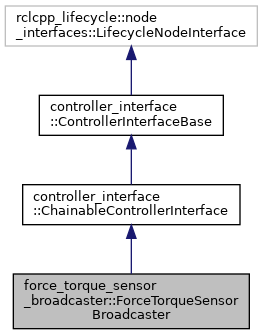 rclcpp_lifecycle::node
_interfaces::LifecycleNodeInterface
controller_interface
::ControllerInterfaceBase
controller_interface
::ChainableControllerInterface
force_torque_sensor
_broadcaster::ForceTorqueSensor
Broadcaster